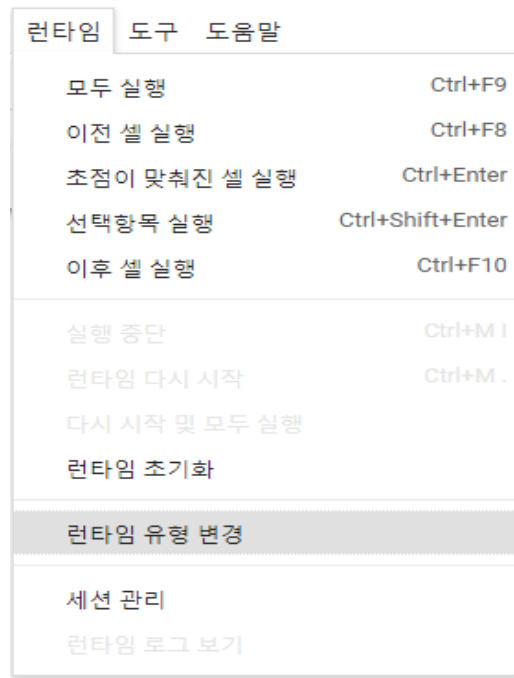 런타임 도구 도움말
모두 실행 Ctrl+F9
이전 셀 실행 Ctrl+F8
초점이 맞춰진 셀 실행 Ctrl+Enter
선택항목 실행 Ctrl+Shift+Enter
이후 셀 실행 Ctrl+F10
실행 중단 Ctrl+M I
런타임 다시 시작 Ctrl+M .
다시 시작 및 모두 실행
런타임 초기화
런타임 유형 변경
세션 관리
런타임 로그 보기